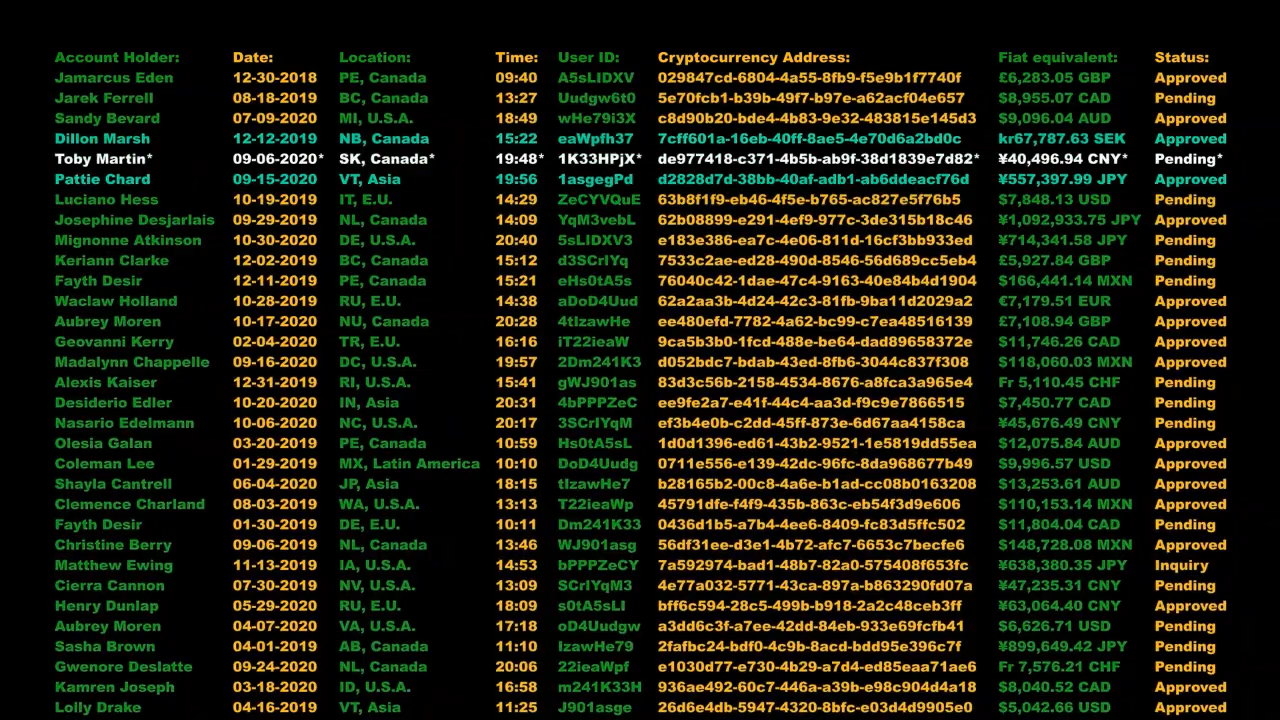 Account Holder: Date: Location: Time: User ID: Cryptocurrency Address: Fiat equivalent: Status:
Jamarcus Eden 12-30-2018 PE, Canada 09:40 A5sLIDXV 029847cd-6804-4a55-8fb9-f5e9b1f7740f £6,283.05 GBP Approved
Jarek Ferrell 08-18-2019 BC, Canada 13:27 Uudgw6t0 5e70fcb1-b39b-49f7-b97e-a62acf04e657 $8,955.07 CAD Pending
Sandy Bevard 07-09-2020 MI, U.S.A. 18:49 wHe79i3X c8d90b20-bde4-4b83-9e32-483815e145d3 $9,096.04 AUD Approved
Dillon Marsh 12-12-2019 NB, Canada 15:22 eaWpfh37 7cff601a-16eb-40ff-8ae5-4e70d6a2bd0c kr67,787.63 SEK Approved
Toby Martin* 09-06-2020* SK, Canada* 19:48* 1K33HPjX* de977418-c371-4b5b-ab9f-38d1839e7d82* ¥40,496.94 CNY* Pending*
Pattie Chard 09-15-2020 VT, Asia 19:56 1asgegPd d2828d7d-38bb-40af-adb1-ab6ddeacf76d ¥557,397.99 JPY Approved
Luciano Hess 10-19-2019 IT, E.U. 14:29 ZeCYVQuE 63b8f1f9-eb46-4f5e-b765-ac827e5f76b5 $7,848.13 USD Pending
Josephine Desjarlais 09-29-2019 NL, Canada 14:09 YqM3vebL 62b08899-e291-4ef9-977c-3de315b18c46 ¥1,092,933.75 JPY Approved
Mignonne Atkinson 10-30-2020 DE, U.S.A. 20:40 5sLIDXV3 e183e386-ea7c-4e06-811d-16cf3bb933ed ¥714,341.58 JPY Pending
Keriann Clarke 12-02-2019 BC, Canada 15:12 d3SCrIYq 7533c2ae-ed28-490d-8546-56d689cc5eb4 £5,927.84 GBP Pending
Fayth Desir 12-11-2019 PE, Canada 15:21 eHs0tA5s 76040c42-1dae-47c4-9163-40e84b4d1904 $166,441.14 MXN Pending
Waclaw Holland 10-28-2019 RU, E.U. 14:38 aDoD4Uud 62a2aa3b-4d24-42c3-81fb-9ba11d2029a2 €7,179.51 EUR Approved
Aubrey Moren 10-17-2020 NU, Canada 20:28 4tIzawHe ee480efd-7782-4a62-bc99-c7ea48516139 £7,108.94 GBP Approved
Geovanni Kerry 02-04-2020 TR, E.U. 16:16 iT22ieaW 9ca5b3b0-1fcd-488e-be64-dad89658372e $11,746.26 CAD Approved
Madalynn Chappelle 09-16-2020 DC, U.S.A. 19:57 2Dm241K3 d052bdc7-bdab-43ed-8fb6-3044c837f308 $118,060.03 MXN Approved
Alexis Kaiser 12-31-2019 RI, U.S.A. 15:41 gWJ901as 83d3c56b-2158-4534-8676-a8fca3a965e4 Fr 5,110.45 CHF Pending
Desiderio Edler 10-20-2020 IN, Asia 20:31 4bPPPZeC ee9fe2a7-e41f-44c4-aa3d-f9c9e7866515 $7,450.77 CAD Pending
Nasario Edelmann 10-06-2020 NC, U.S.A. 20:17 3SCrIYqM ef3b4e0b-c2dd-45ff-873e-6d67aa4158ca ¥45,676.49 CNY Pending
Olesia Galan 03-20-2019 PE, Canada 10:59 Hs0tA5sL 1d0d1396-ed61-43b2-9521-1e5819dd55ea $12,075.84 AUD Approved
Coleman Lee 01-29-2019 MX, Latin America 10:10 DoD4Uudg 0711e556-e139-42dc-96fc-8da968677b49 $9,996.57 USD Approved
Shayla Cantrell 06-04-2020 JP, Asia 18:15 tIzawHe7 b28165b2-00c8-4a6e-b1ad-cc08b0163208 $13,253.61 AUD Approved
Clemence Charland 08-03-2019 WA, U.S.A. 13:13 T22ieaWp 45791dfe-f4f9-435b-863c-eb54f3d9e606 $110,153.14 MXN Approved
Fayth Desir 01-30-2019 DE, E.U. 10:11 Dm241K33 0436d1b5-a7b4-4ee6-8409-fc83d5ffc502 $11,804.04 CAD Pending
Christine Berry 09-06-2019 NL, Canada 13:46 WJ901asg 56df31ee-d3e1-4b72-afc7-6653c7becfe6 $148,728.08 MXN Approved
Matthew Ewing 11-13-2019 IA, U.S.A. 14:53 bPPPZeCY 7a592974-bad1-48b7-82a0-575408f653fc ¥638,380.35 JPY Inquiry
Cierra Cannon 07-30-2019 NV, U.S.A. 13:09 SCrIYqM3 4e77a032-5771-43ca-897a-b863290fd07a ¥47,235.31 CNY Pending
Henry Dunlap 05-29-2020 RU, E.U. 18:09 s0tA5sLI bff6c594-28c5-499b-b918-2a2c48ceb3ff ¥63,064.40 CNY Approved
Aubrey Moren 04-07-2020 VA, U.S.A. 17:18 oD4Uudgw a3dd6c3f-a7ee-42dd-84eb-933e69fcfb41 $6,626.71 USD Pending
Sasha Brown 04-01-2019 AB, Canada 11:10 IzawHe79 2fafbc24-bdf0-4c9b-8acd-bdd95e396c7f ¥899,649.42 JPY Pending
Gwenore Deslatte 09-24-2020 NL, Canada 20:06 22ieaWpf e1030d77-e730-4b29-a7d4-ed85eaa71ae6 Fr 7,576.21 CHF Pending
Kamren Joseph 03-18-2020 ID, U.S.A. 16:58 m241K33H 936ae492-60c7-446a-a39b-e98c904d4a18 $8,040.52 CAD Approved
Lolly Drake 04-16-2019 VT, Asia 11:25 J901asge 26d6e4db-5947-4320-8bfc-e03d4d9905e0 $5,042.66 USD Pending